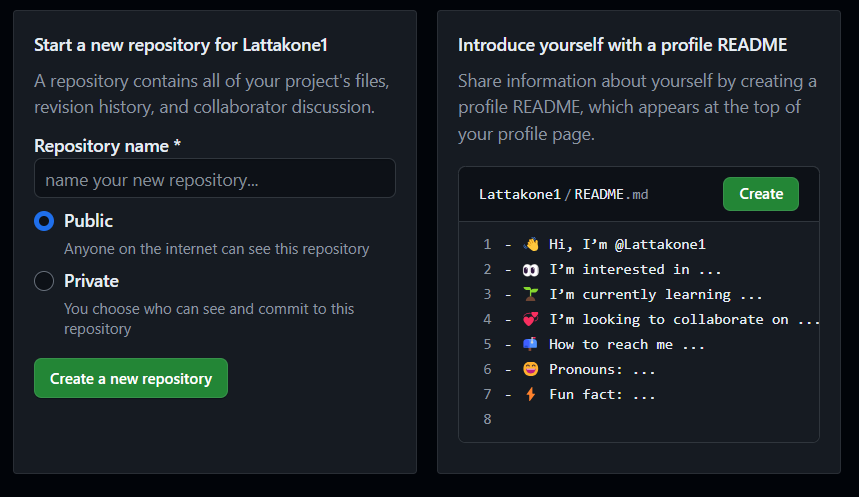 Start a new repository for Lattakone1
A repository contains all of your project's files,
revision history, and collaborator discussion.
Repository name *
name your new repository...
Public
Anyone on the internet can see this repository
Private
You choose who can see and commit to this
repository
Create a new repository
Introduce yourself with a profile README
Share information about yourself by creating a
profile README, which appears at the top of
your profile page.
Lattakone1/README.md
Create
1 - 👋 Hi, I’m @Lattakone1
2 - 👀 I’m interested in ...
3 - 🌱 I’m currently learning ...
4 - 💞️ I’m looking to collaborate on ...
5 - 📫 How to reach me ...
6 - 😄 Pronouns: ...
7 - ⚡ Fun fact: ...
8